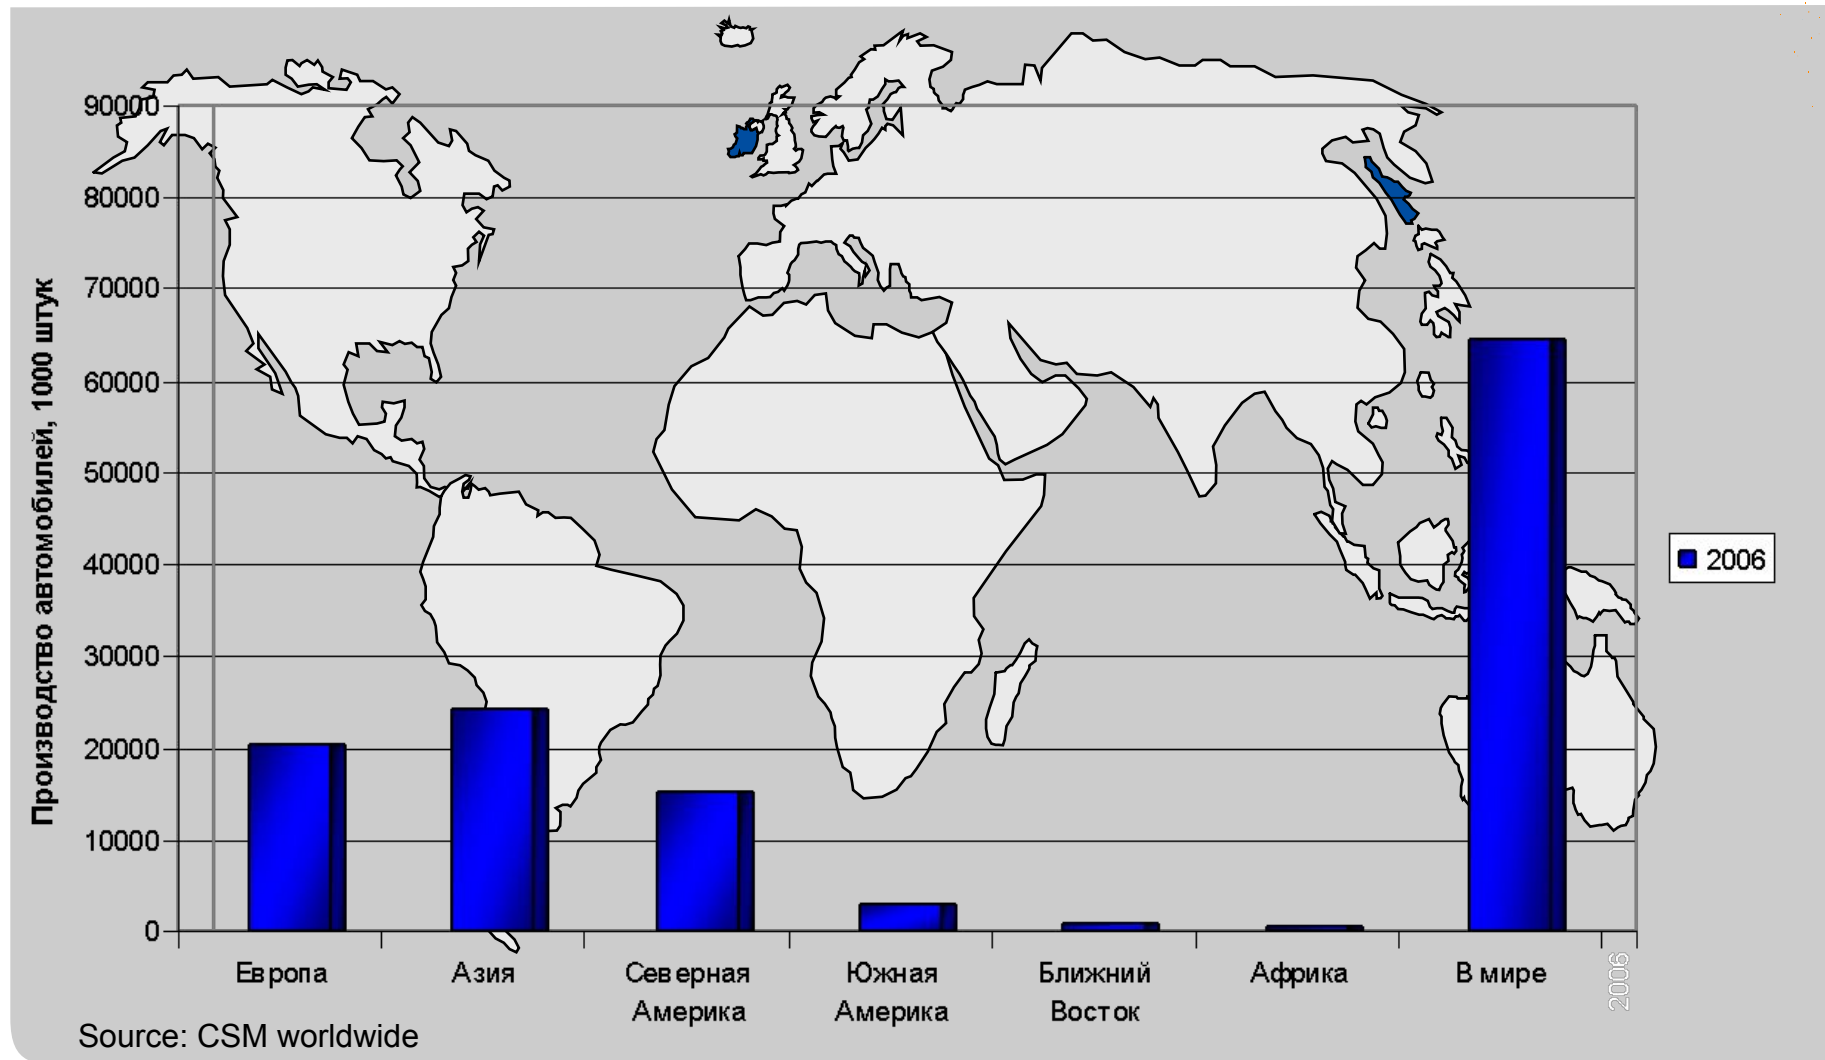 Производство автомобилей, 1000 штук
90000
80000
70000
60000
50000
40000
30000
20000
10000
0
Европа
Азия
Северная
Америка
Южная
Америка
Ближний
Восток
Африка
В мире
2006
2006
Source: CSM worldwide